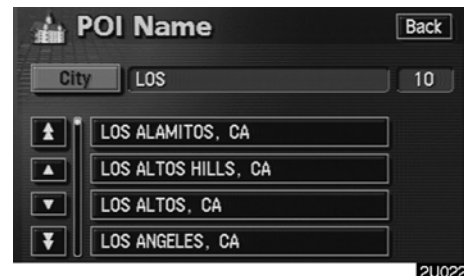 POI Name Back
City LOS 10
LOS ALAMITOS, CA
LOS ALTOS HILLS, CA
LOS ALTOS, CA
LOS ANGELES, CA
2U022